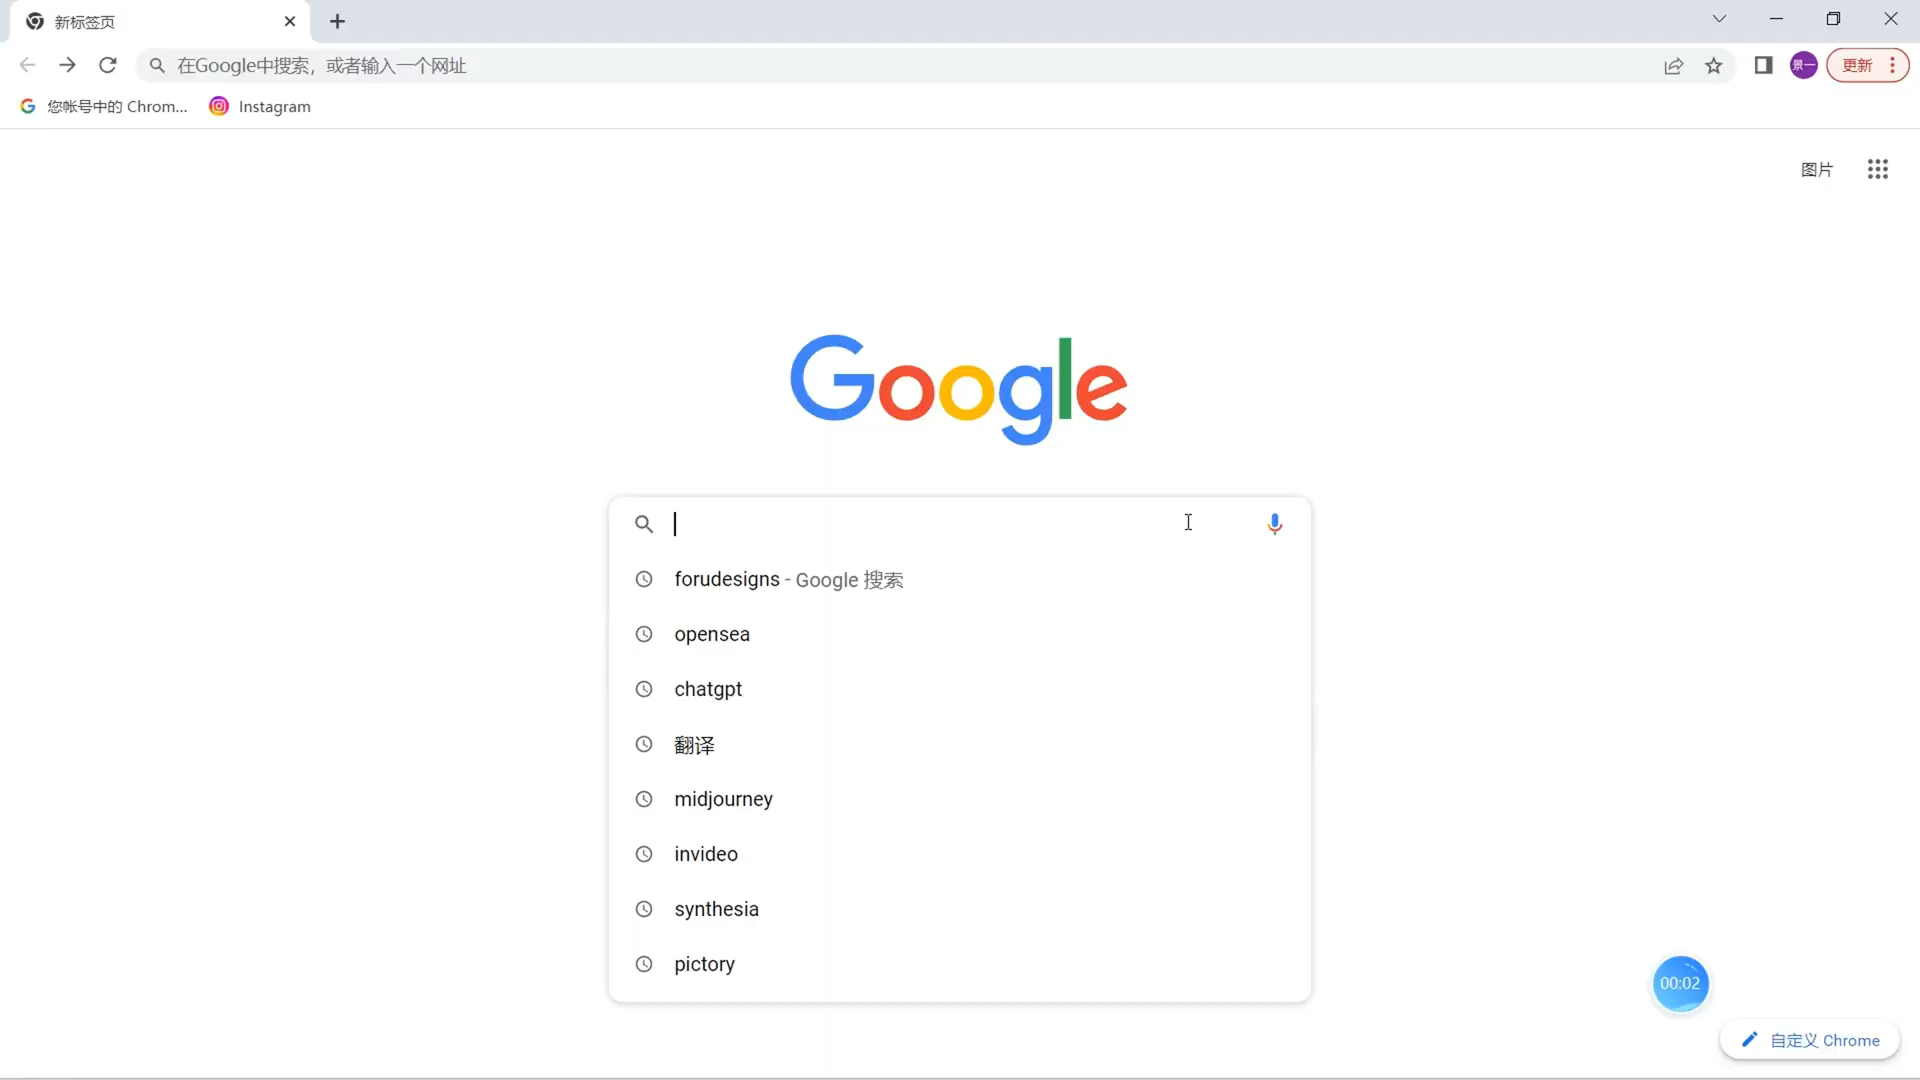 新标签页
在Google中搜索，或者输入一个网址
景一
更新
您帐号中的 Chrom...
Instagram
图片
Google
forudesigns - Google 搜索
opensea
chatgpt
翻译
midjourney
invideo
synthesia
pictory
00:02
自定义 Chrome